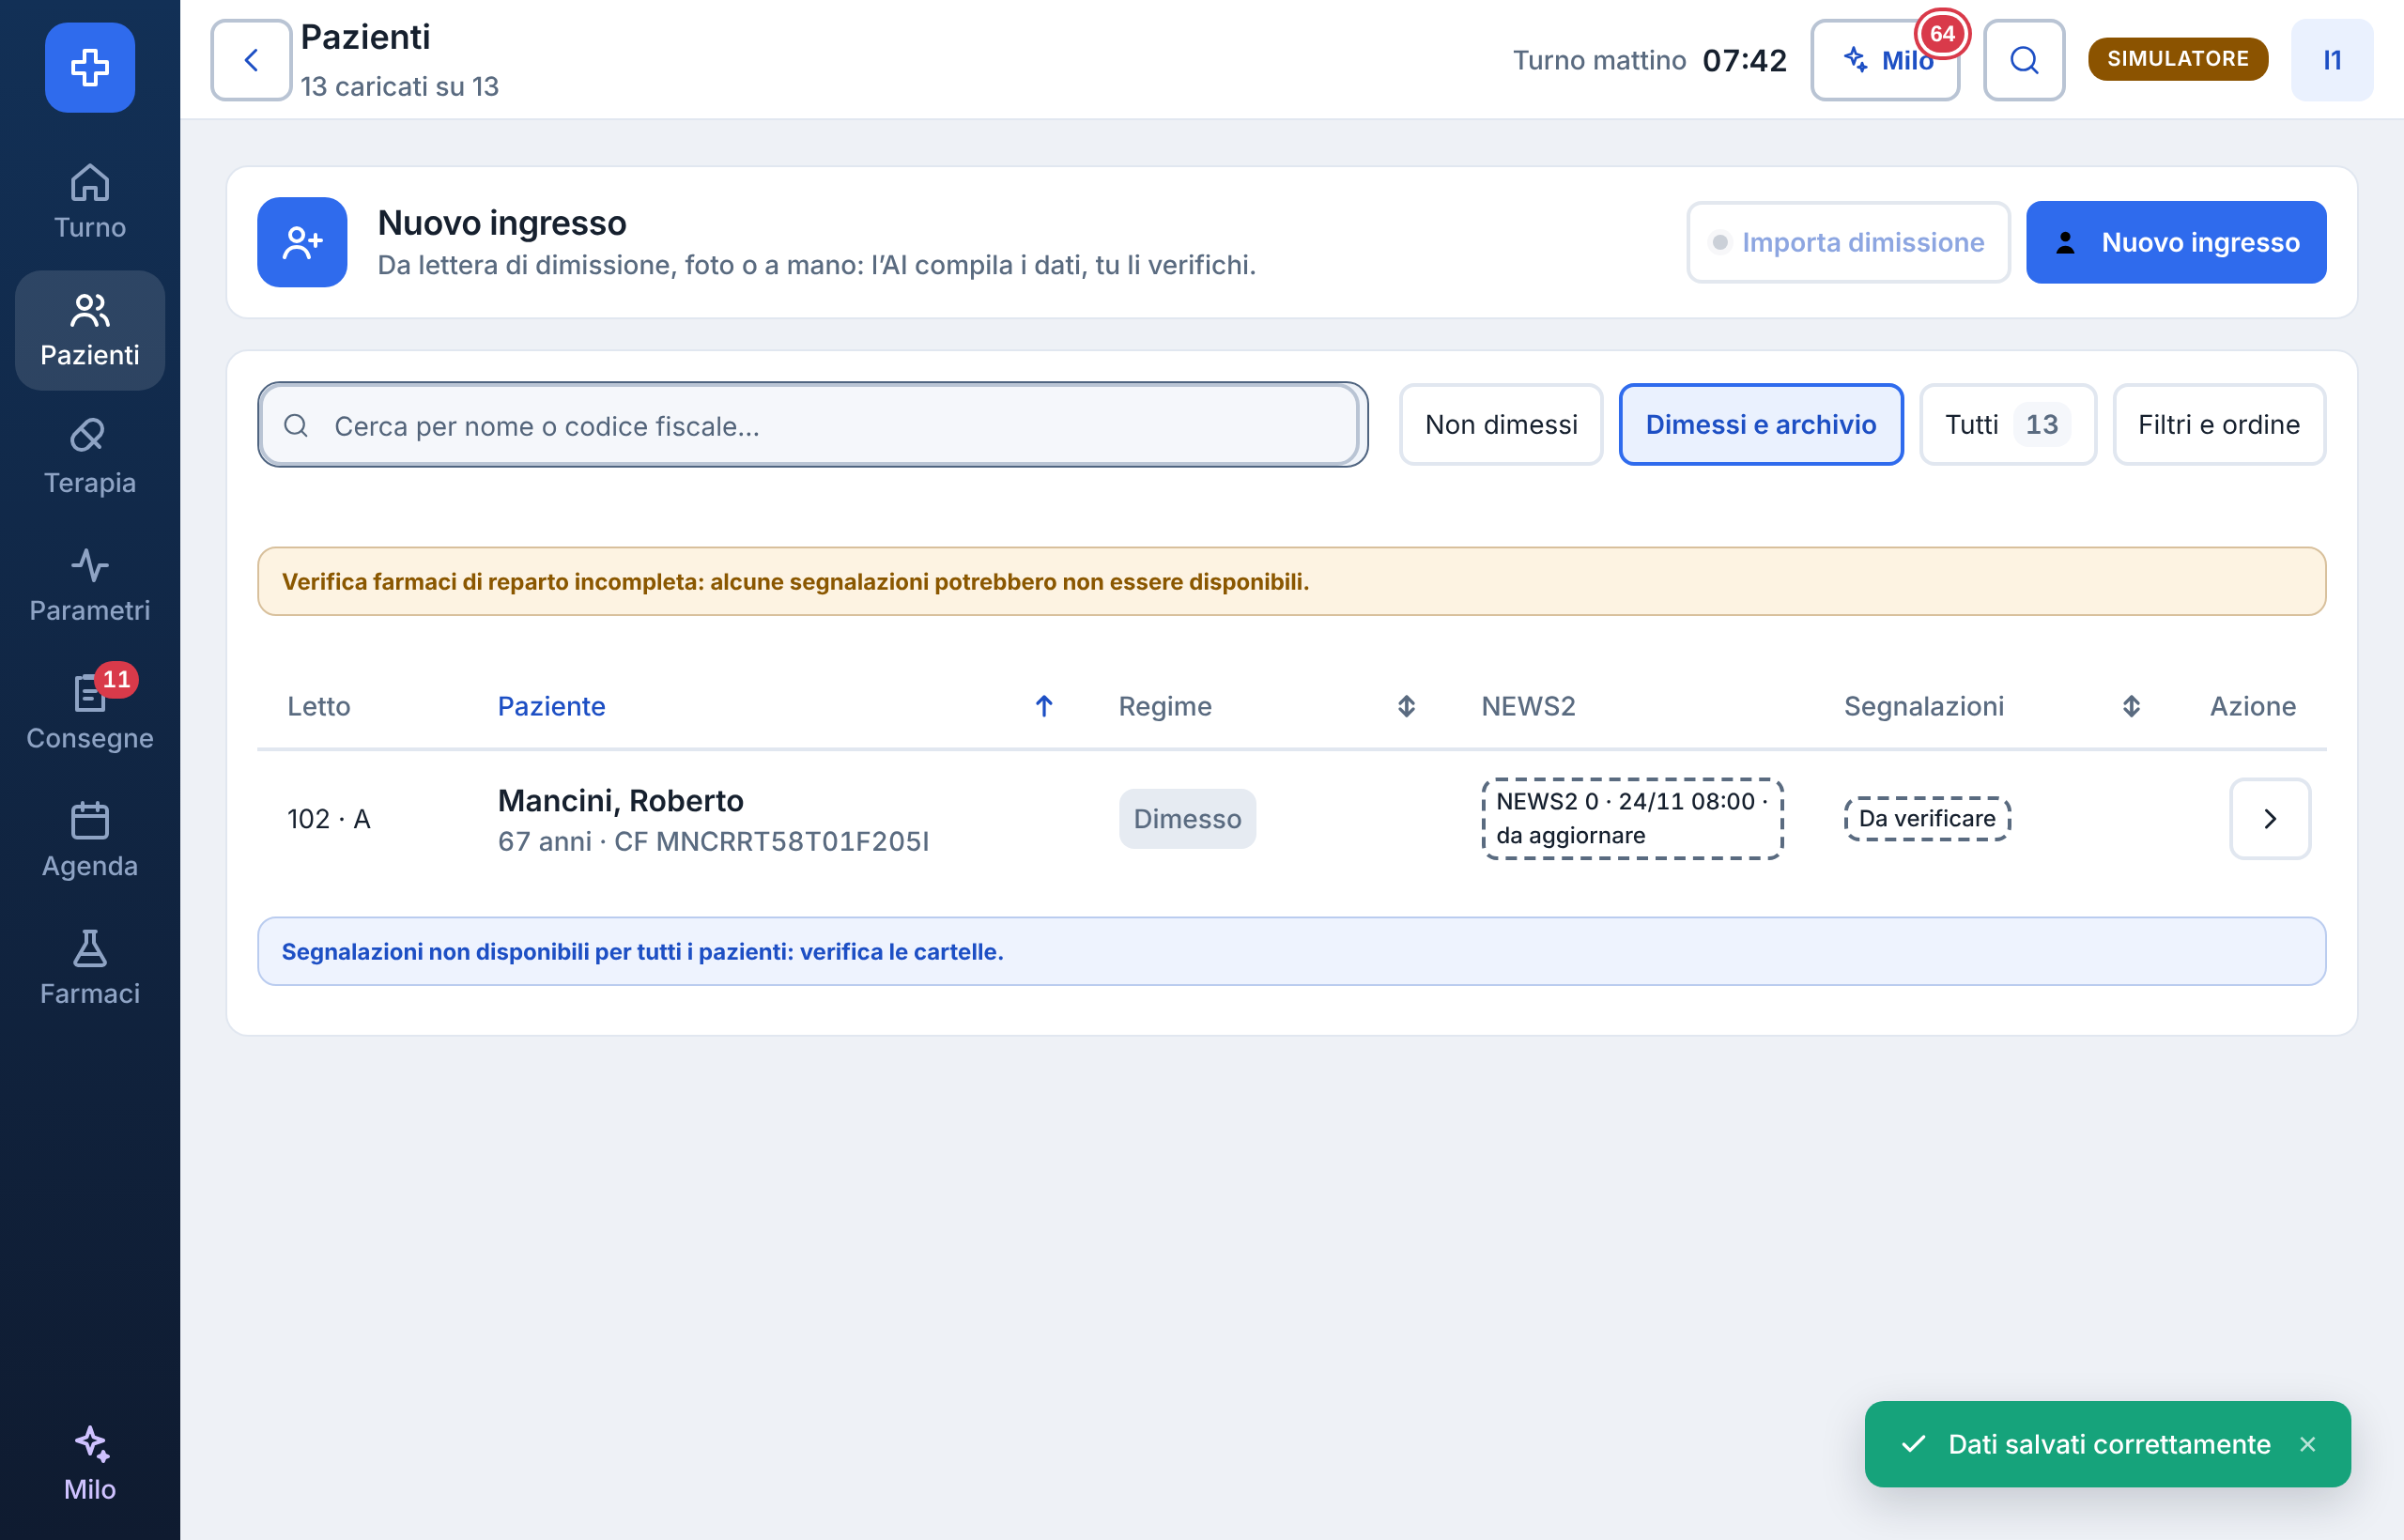 Pazienti
13 caricati su 13
Turno mattino 07:42
Milo
64
SIMULATORE
I1
Turno
Pazienti
Terapia
Parametri
11
Consegne
Agenda
Farmaci
Milo
Nuovo ingresso
Da lettera di dimissione, foto o a mano: l’AI compila i dati, tu li verifichi.
Importa dimissione
Nuovo ingresso
Cerca per nome o codice fiscale...
Non dimessi
Dimessi e archivio
Tutti 13
Filtri e ordine
Verifica farmaci di reparto incompleta: alcune segnalazioni potrebbero non essere disponibili.
Letto Paziente Regime NEWS2 Segnalazioni Azione
102 · A
Mancini, Roberto
67 anni · CF MNCRRT58T01F205I
Dimesso
NEWS2 0 · 24/11 08:00 ·
da aggiornare
Da verificare
Segnalazioni non disponibili per tutti i pazienti: verifica le cartelle.
Dati salvati correttamente